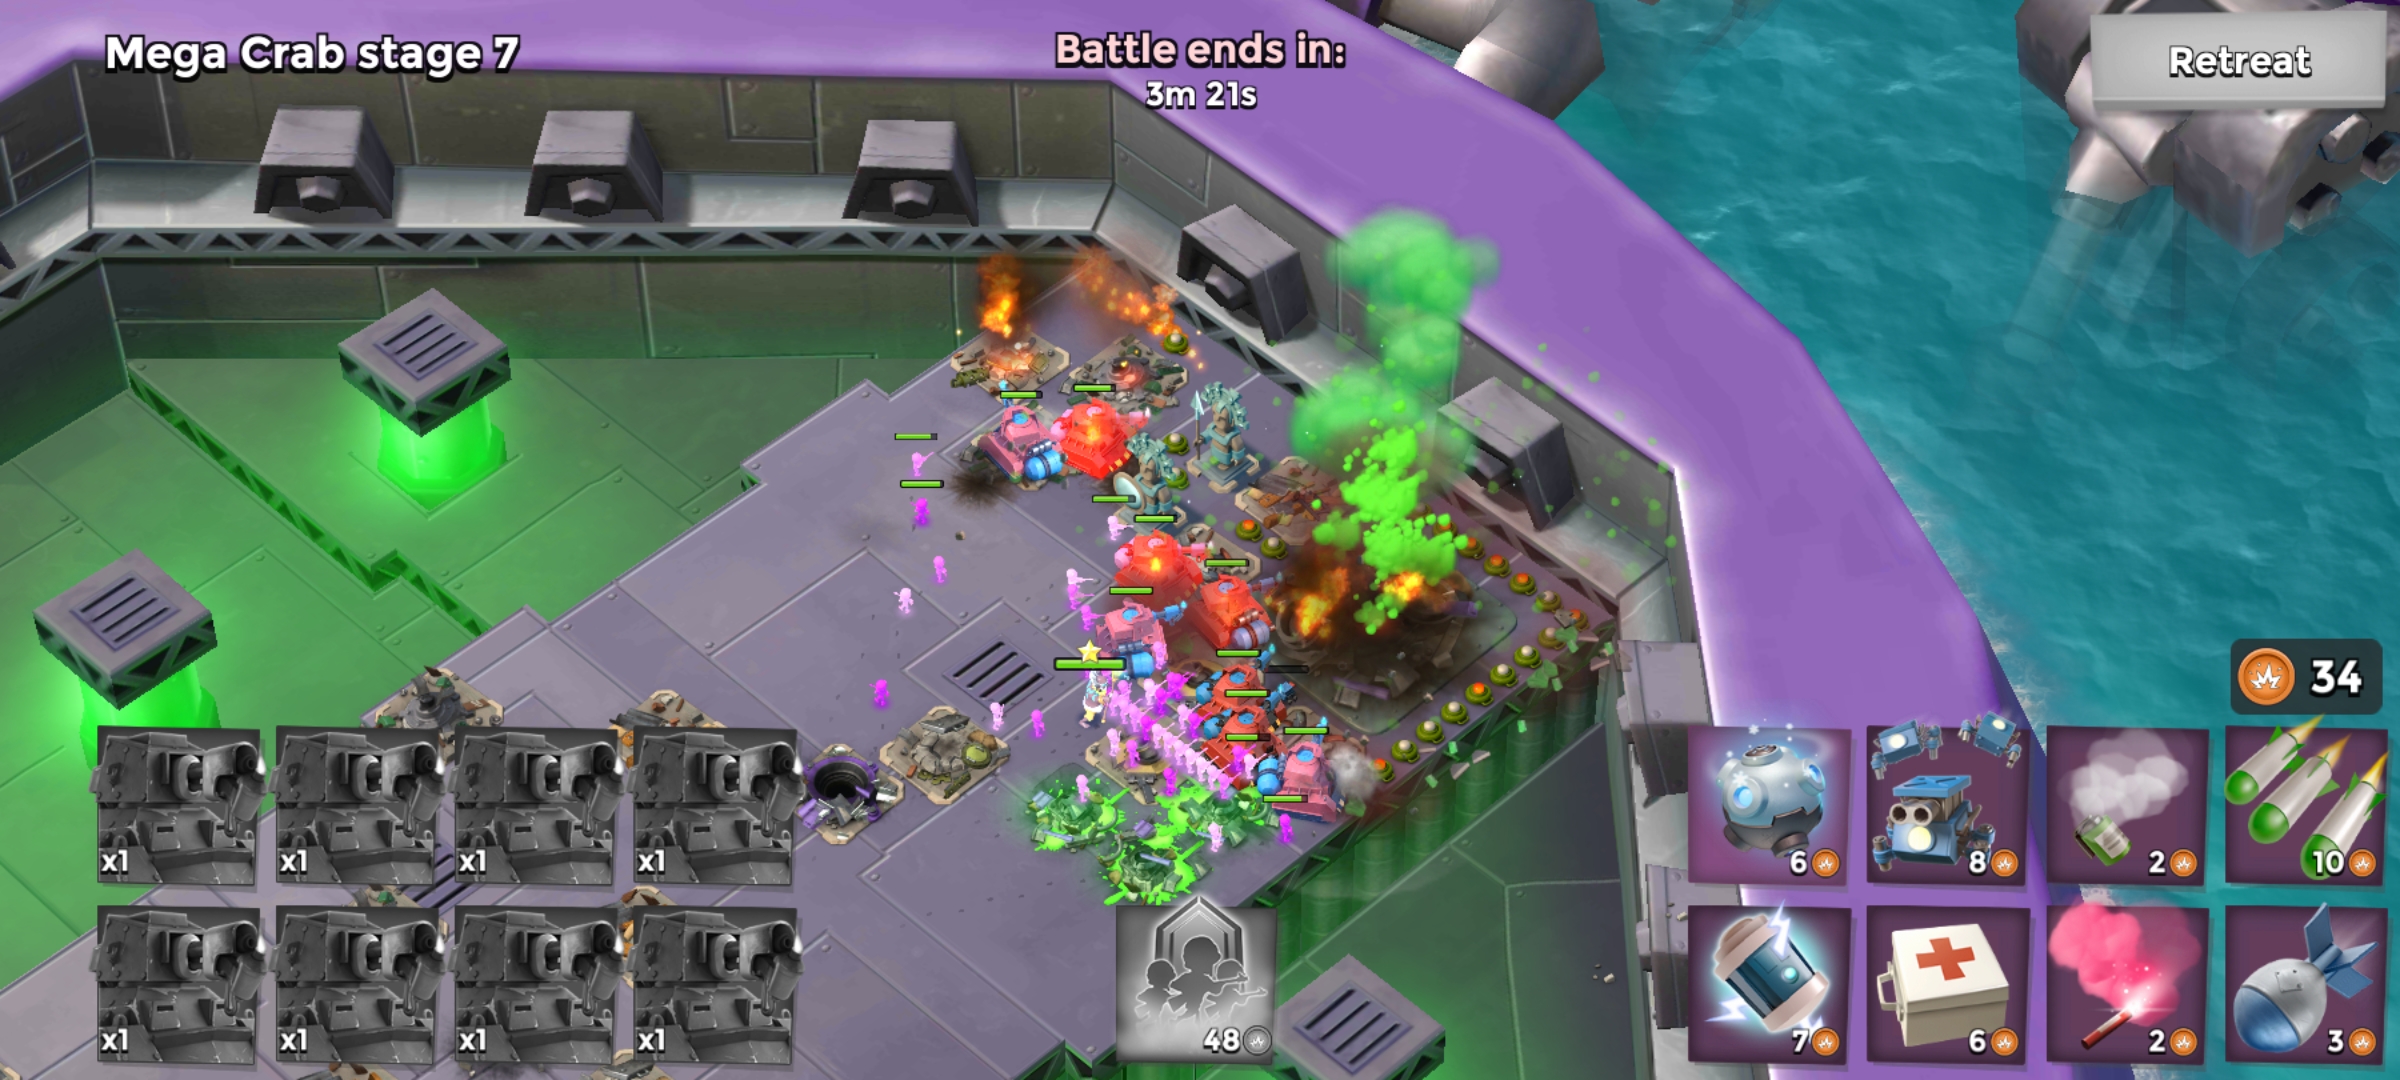 Mega Crab stage 7
Battle ends in:
3m 21s
Retreat
34
x1
x1
x1
x1
6
8
2
10
x1
x1
x1
x1
48
7
6
2
3